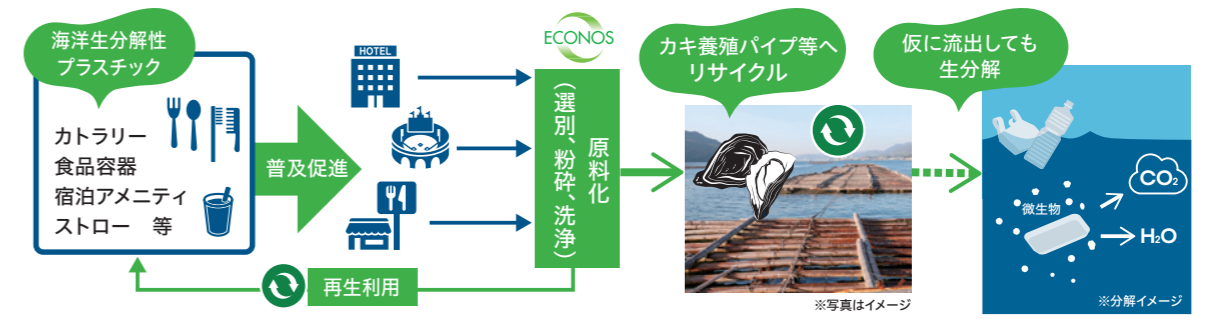 海洋生分解性
プラスチック
カトラリー
食品容器
宿泊アメニティ
ストロー 等
普及促進
HOTEL
ECONOS
原料化
（選別、粉砕、洗浄）
再生利用
カキ養殖パイプ等へ
リサイクル
※写真はイメージ
仮に流出しても
生分解
微生物
CO₂
H₂O
※分解イメージ